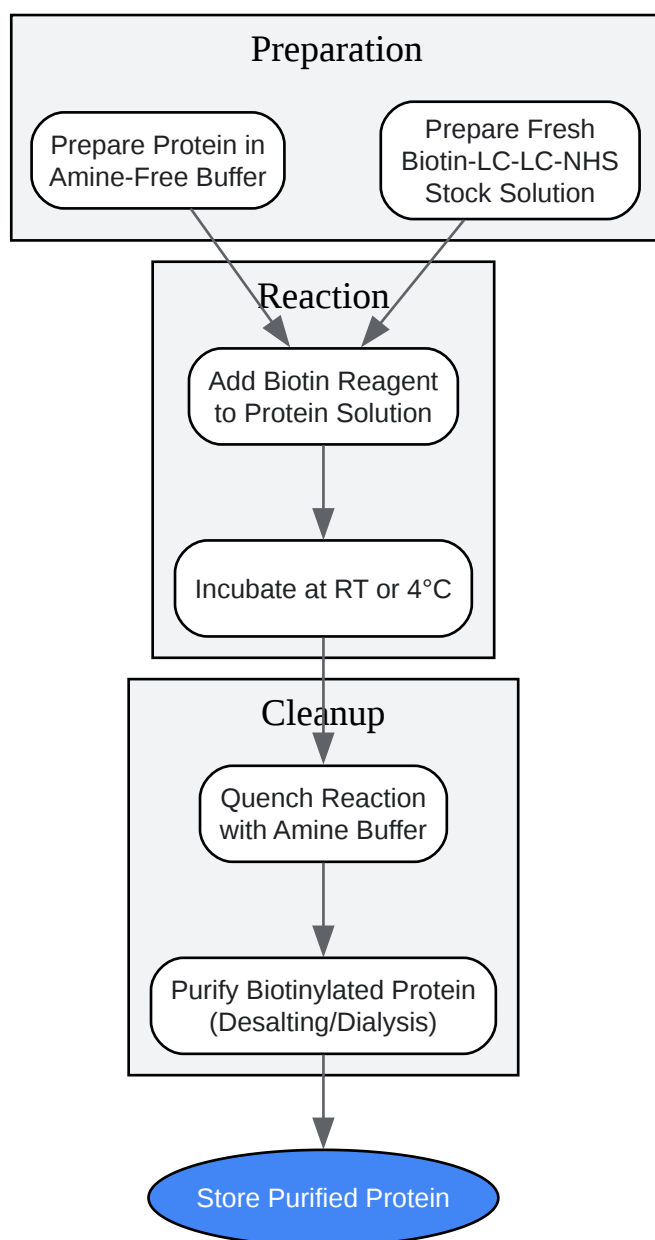 Preparation
Prepare Protein in
Amine-Free Buffer
Prepare Fresh
Biotin-LC-LC-NHS
Stock Solution
Reaction
Add Biotin Reagent
to Protein Solution
Incubate at RT or 4°C
Cleanup
Quench Reaction
with Amine Buffer
Purify Biotinylated Protein
(Desalting/Dialysis)
Store Purified Protein